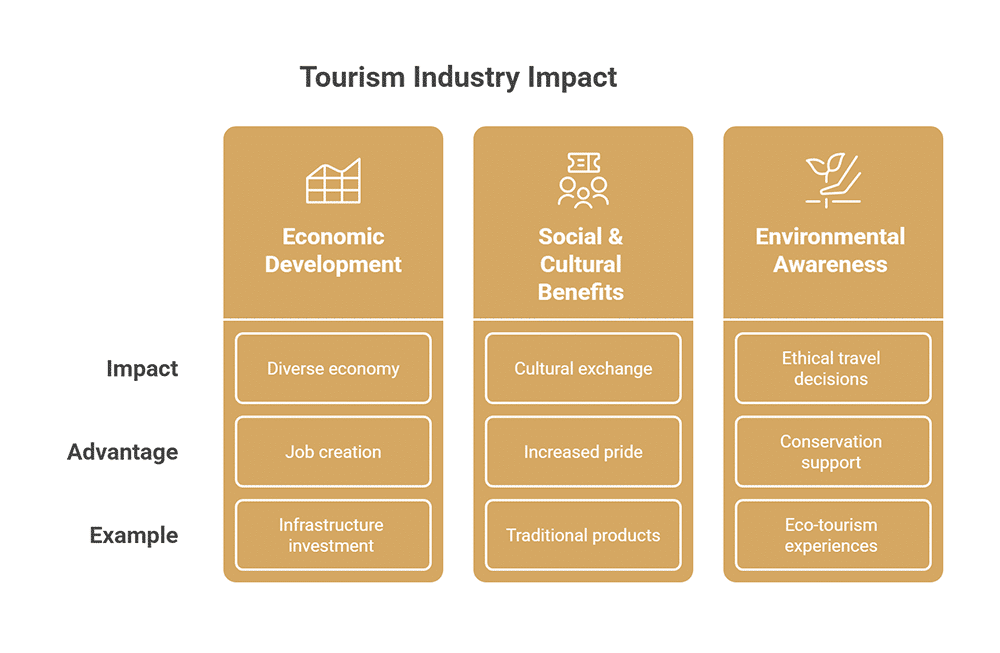 Tourism Industry Impact
Economic
Development
Social &
Cultural
Benefits
Environmental
Awareness
Impact
Diverse economy
Cultural exchange
Ethical travel
decisions
Advantage
Job creation
Increased pride
Conservation
support
Example
Infrastructure
investment
Traditional products
Eco-tourism
experiences